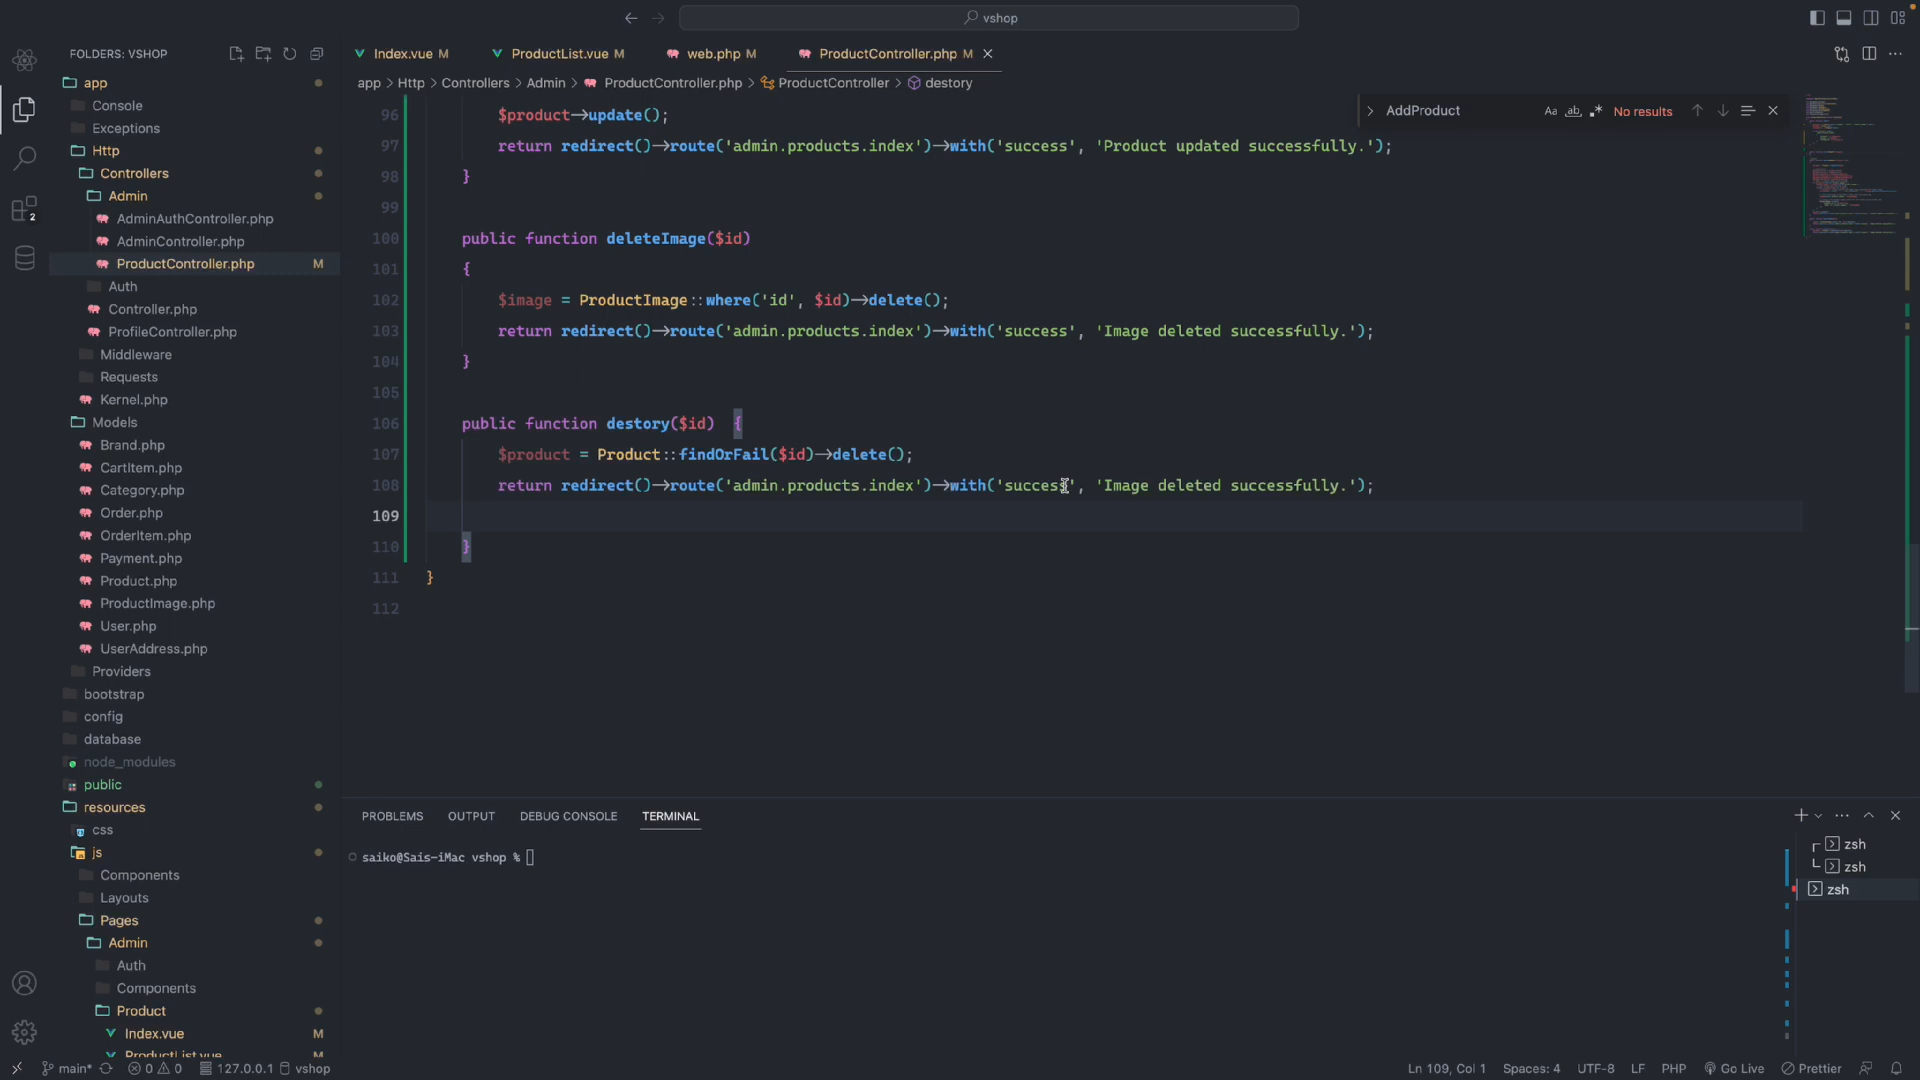 vshop
FOLDERS: VSHOP
app
Console
Exceptions
Http
Controllers
Admin
AdminAuthController.php
AdminController.php
ProductController.php M
Auth
Controller.php
ProfileController.php
Middleware
Requests
Kernel.php
Models
Brand.php
CartItem.php
Category.php
Order.php
OrderItem.php
Payment.php
Product.php
ProductImage.php
User.php
UserAddress.php
Providers
bootstrap
config
database
node_modules
public
resources
css
js
Components
Layouts
Pages
Admin
Auth
Components
Product
Index.vue M
ProductList.vue M
2
Index.vue M ProductList.vue M web.php M ProductController.php M
app > Http > Controllers > Admin > ProductController.php > ProductController > destory
AddProduct Aa ab .* No results
96 $product->update();
97 return redirect()->route('admin.products.index')->with('success', 'Product updated successfully.');
98 }
99
100 public function deleteImage($id)
101 {
102 $image = ProductImage::where('id', $id)->delete();
103 return redirect()->route('admin.products.index')->with('success', 'Image deleted successfully.');
104 }
105
106 public function destory($id)  {
107 $product = Product::findOrFail($id)->delete();
108 return redirect()->route('admin.products.index')->with('success', 'Image deleted successfully.');
109
110 }
111 }
112
PROBLEMS OUTPUT DEBUG CONSOLE TERMINAL
saiko@Sais-iMac vshop %
zsh
zsh
zsh
main* 0 0 127.0.0.1 vshop Ln 109, Col 1 Spaces: 4 UTF-8 LF PHP Go Live Prettier